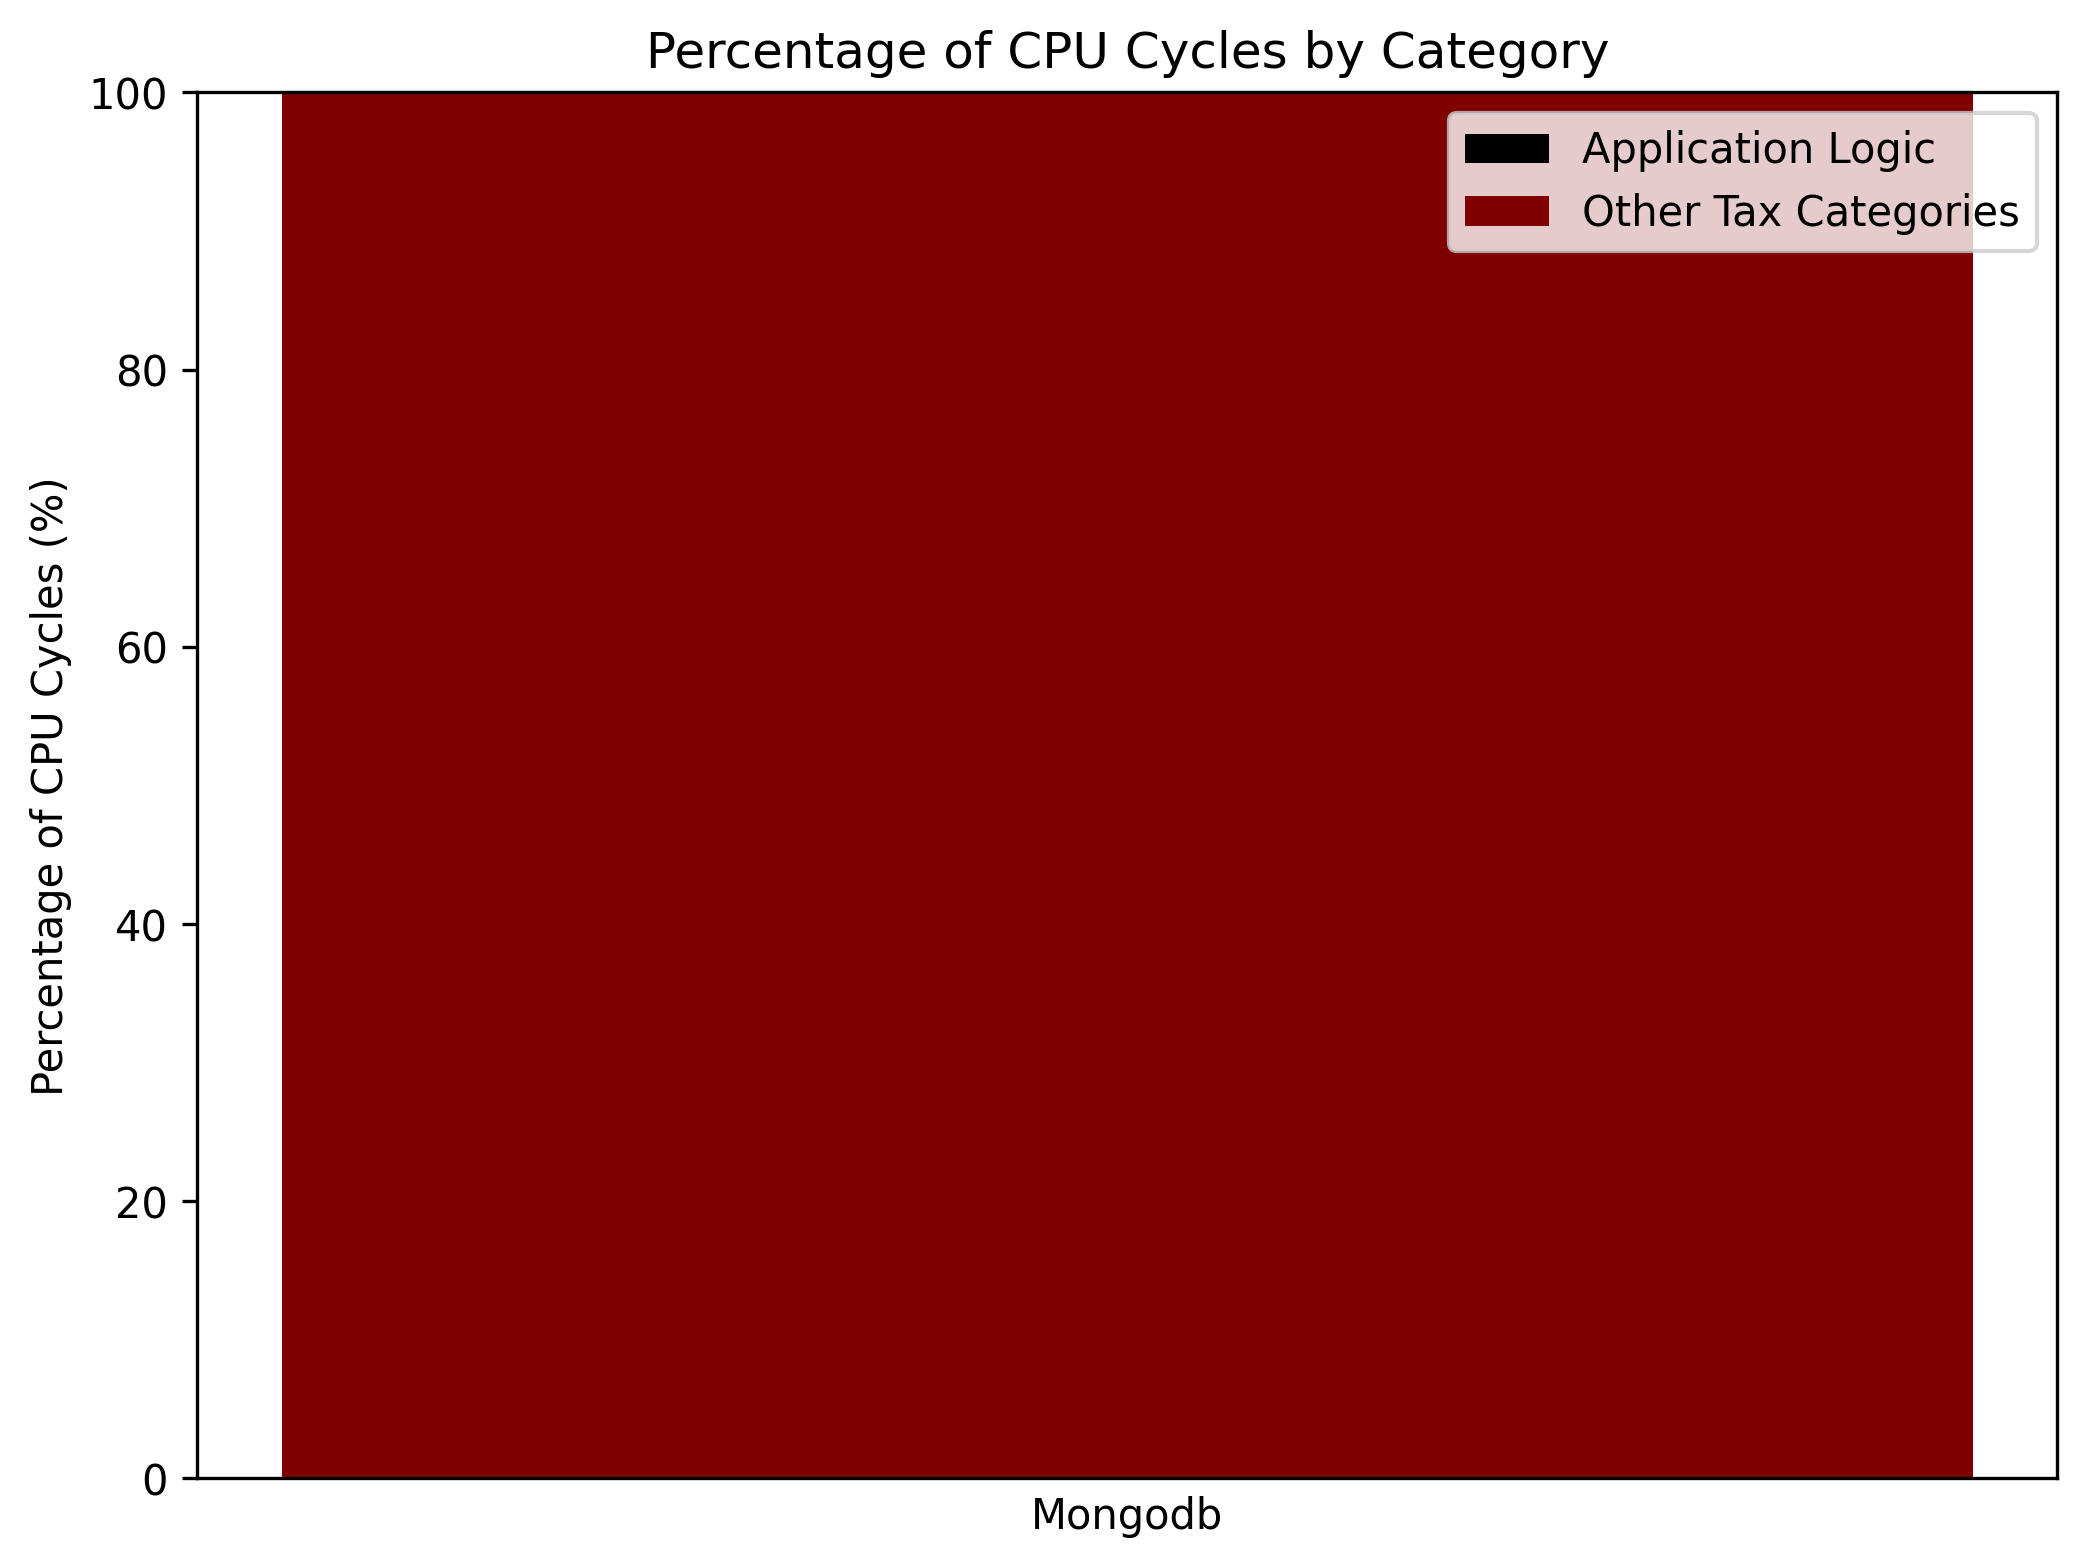 Percentage of CPU Cycles by Category
Percentage of CPU Cycles (%)
100
80
60
40
20
0
Application Logic
Other Tax Categories
Mongodb